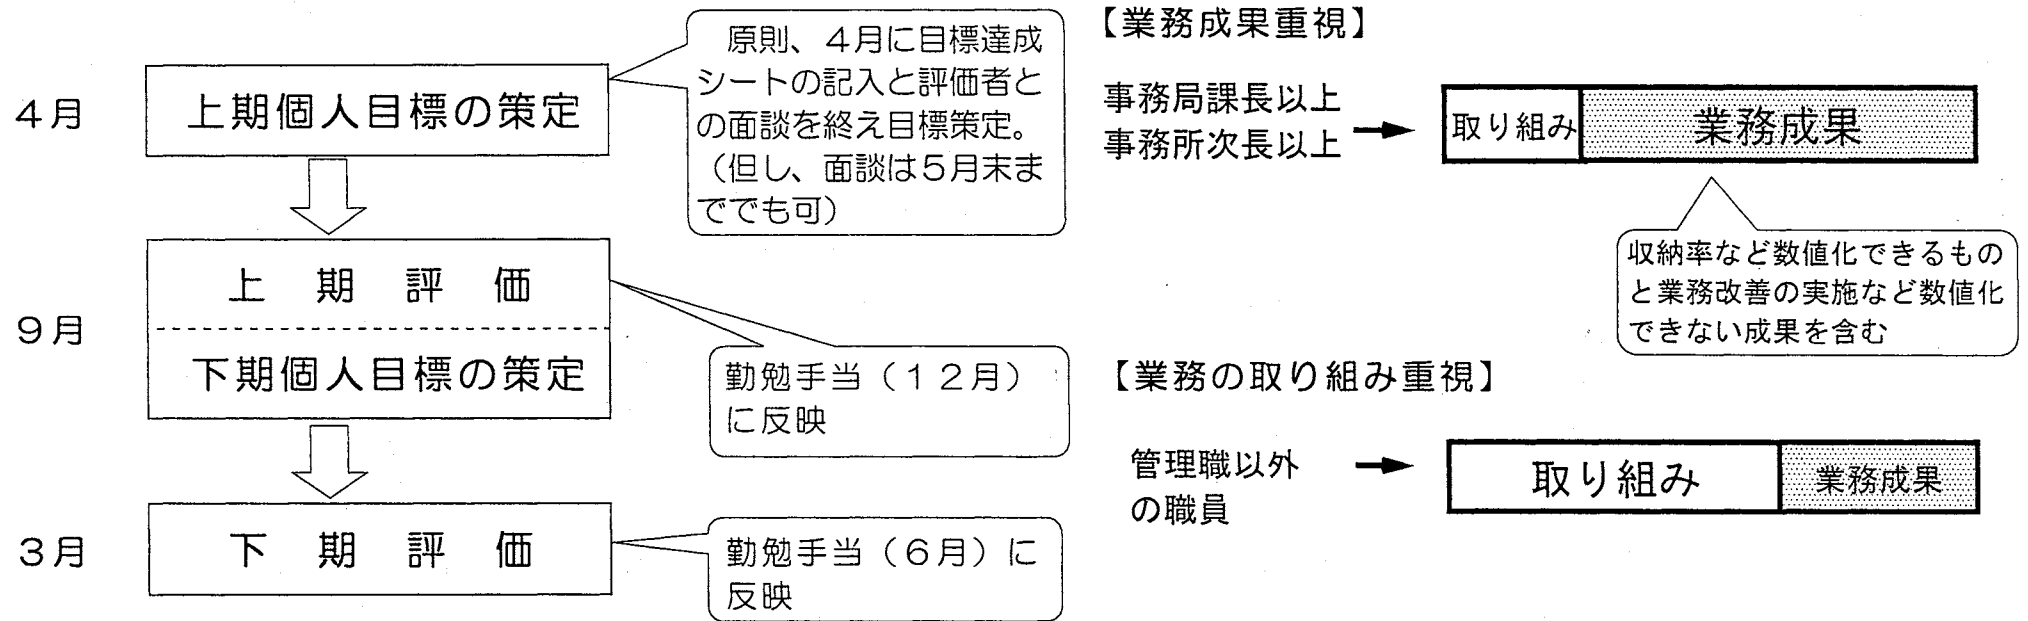 ４月
上期個人目標の策定
原則、４月に目標達成
シートの記入と評価者と
の面談を終え目標策定。
（但し、面談は５月末ま
ででも可）
９月
上　期　評　価
下期個人目標の策定
勤勉手当（１２月）
に反映
３月
下　期　評　価
勤勉手当（６月）に
反映
【業務成果重視】
事務局課長以上
事務所次長以上
取り組み
業務成果
収納率など数値化できるもの
と業務改善の実施など数値化
できない成果を含む
【業務の取り組み重視】
管理職以外
の職員
取り組み
業務成果